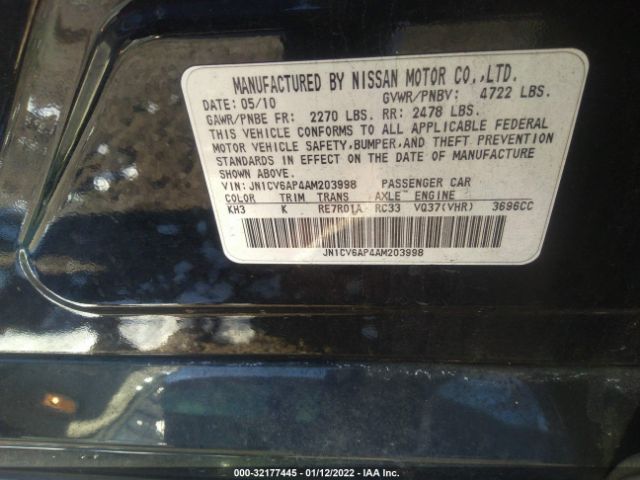 MANUFACTURED BY NISSAN MOTOR CO.,LTD.
DATE: 05/10 GVWR/PNBV: 4722 LBS.
GAWR/PNBE FR: 2270 LBS. RR: 2478 LBS.
THIS VEHICLE CONFORMS TO ALL APPLICABLE FEDERAL
MOTOR VEHICLE SAFETY,BUMPER,AND THEFT PREVENTION
STANDARDS IN EFFECT ON THE DATE OF MANUFACTURE
SHOWN ABOVE.
VIN: JN1CV6AP4AM203998 PASSENGER CAR
COLOR TRIM TRANS AXLE ENGINE
KH3 K RE7R01A RC33 VQ37(VHR) 3696CC
JN1CV6AP4AM203998
000-32177445 - 01/12/2022 - IAA Inc.